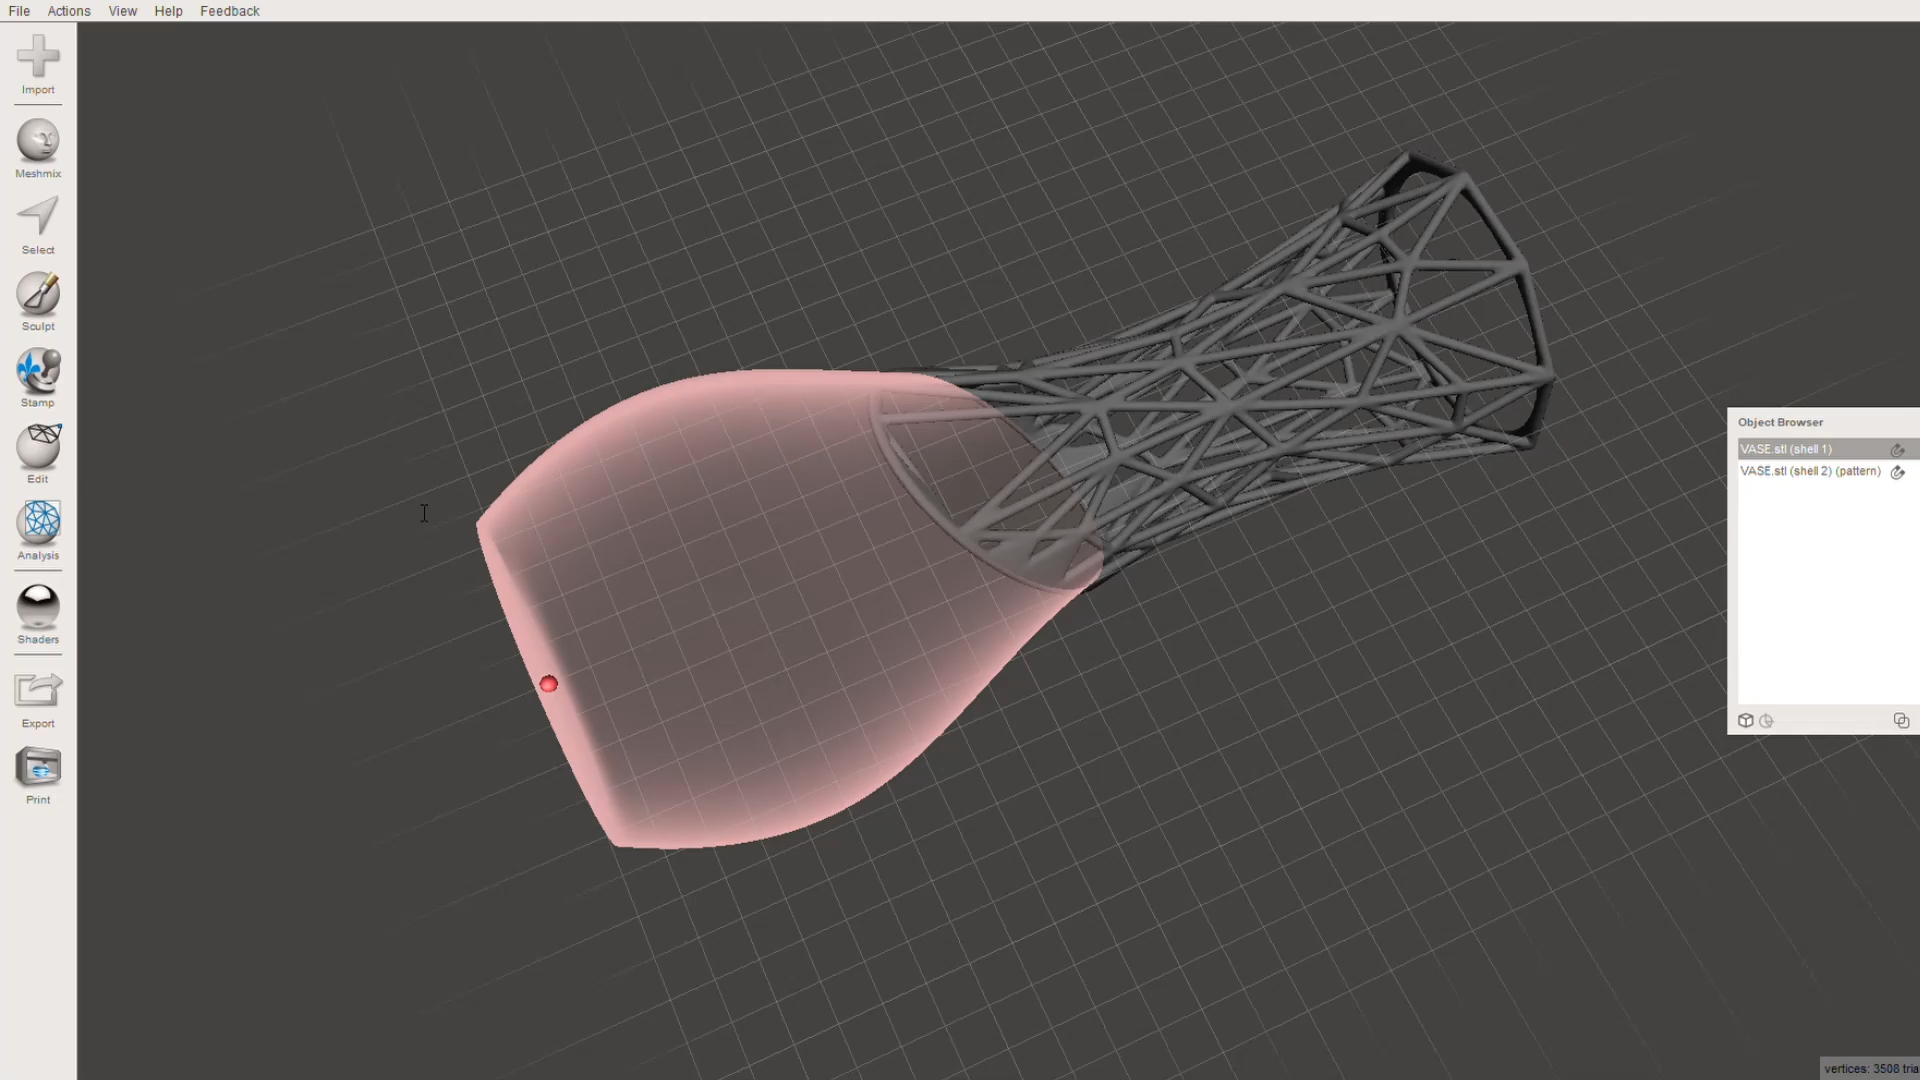 File Actions View Help Feedback
Import
Meshmix
Select
Sculpt
Stamp
Edit
Analysis
Shaders
Export
Print
Object Browser
VASE.stl (shell 1)
VASE.stl (shell 2) (pattern)
vertices: 3508 tria